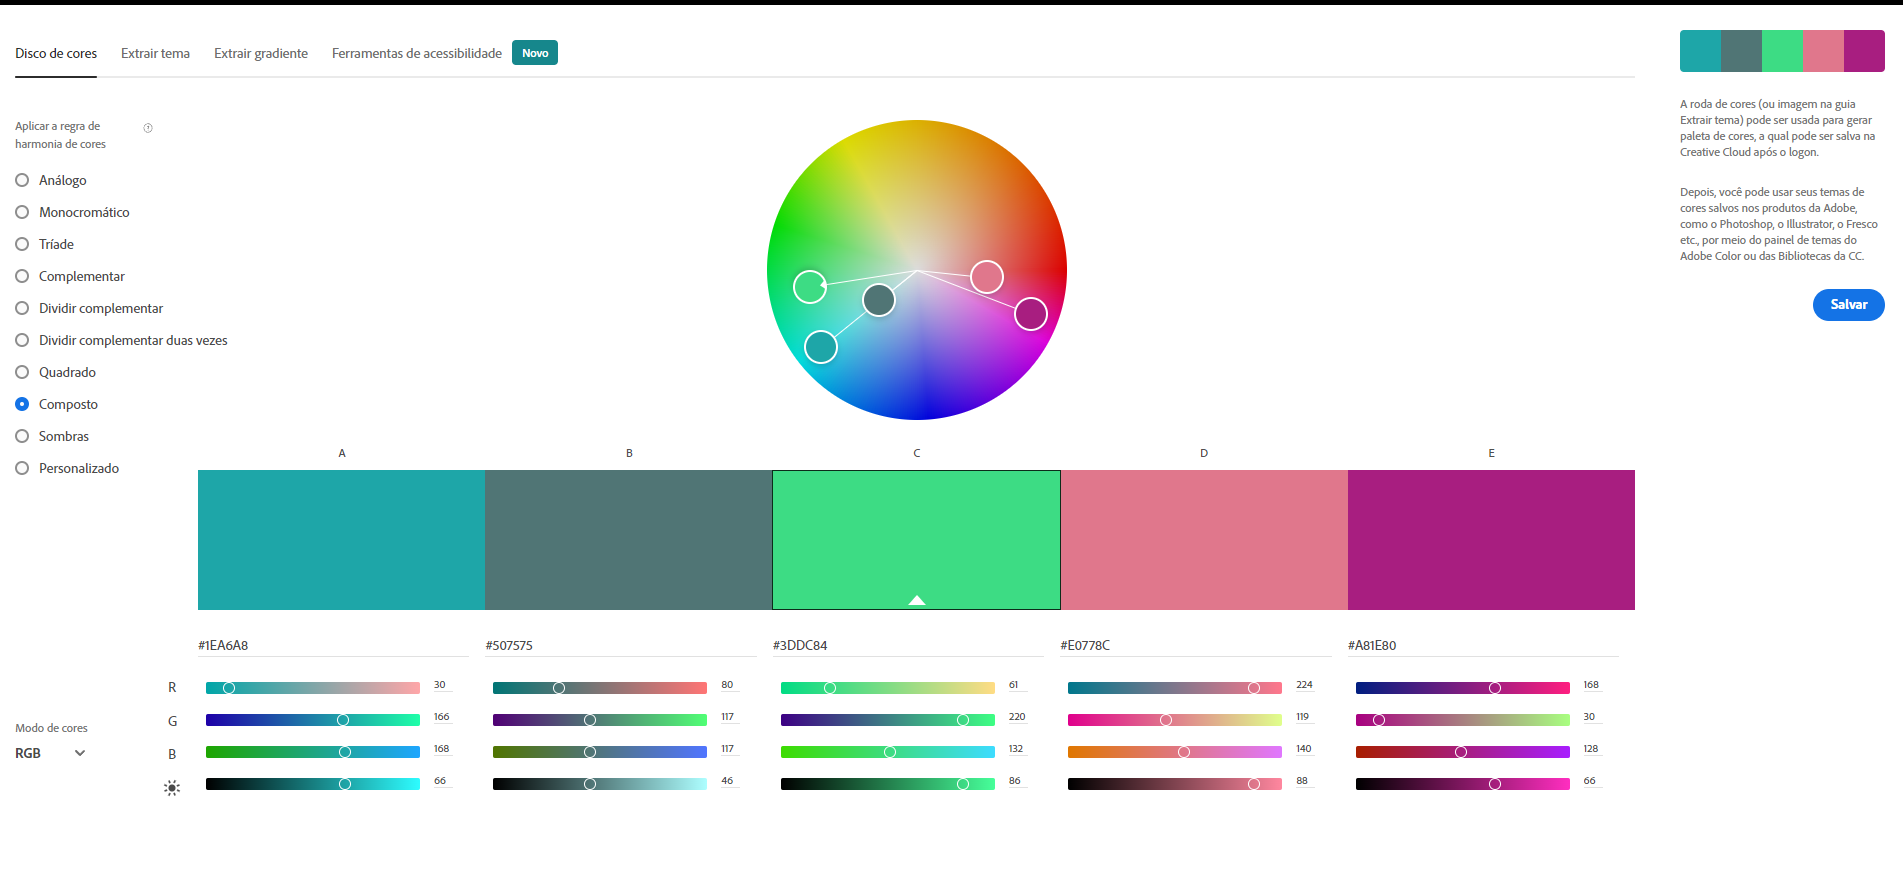 Disco de cores
Extrair tema
Extrair gradiente
Ferramentas de acessibilidade
Novo
Aplicar a regra de
harmonia de cores
Análogo
Monocromático
Tríade
Complementar
Dividir complementar
Dividir complementar duas vezes
Quadrado
Composto
Sombras
Personalizado
A roda de cores (ou imagem na guia
Extrair tema) pode ser usada para gerar
paleta de cores, a qual pode ser salva na
Creative Cloud após o logon.
Depois, você pode usar seus temas de
cores salvos nos produtos da Adobe,
como o Photoshop, o Illustrator, o Fresco
etc., por meio do painel de temas do
Adobe Color ou das Bibliotecas da CC.
Salvar
A B C D E
#1EA6A8 #507575 #3DDC84 #E0778C #A81E80
R 30 80 61 224 168
G 166 117 220 119 30
B 168 117 132 140 128
66 46 86 88 66
Modo de cores
RGB